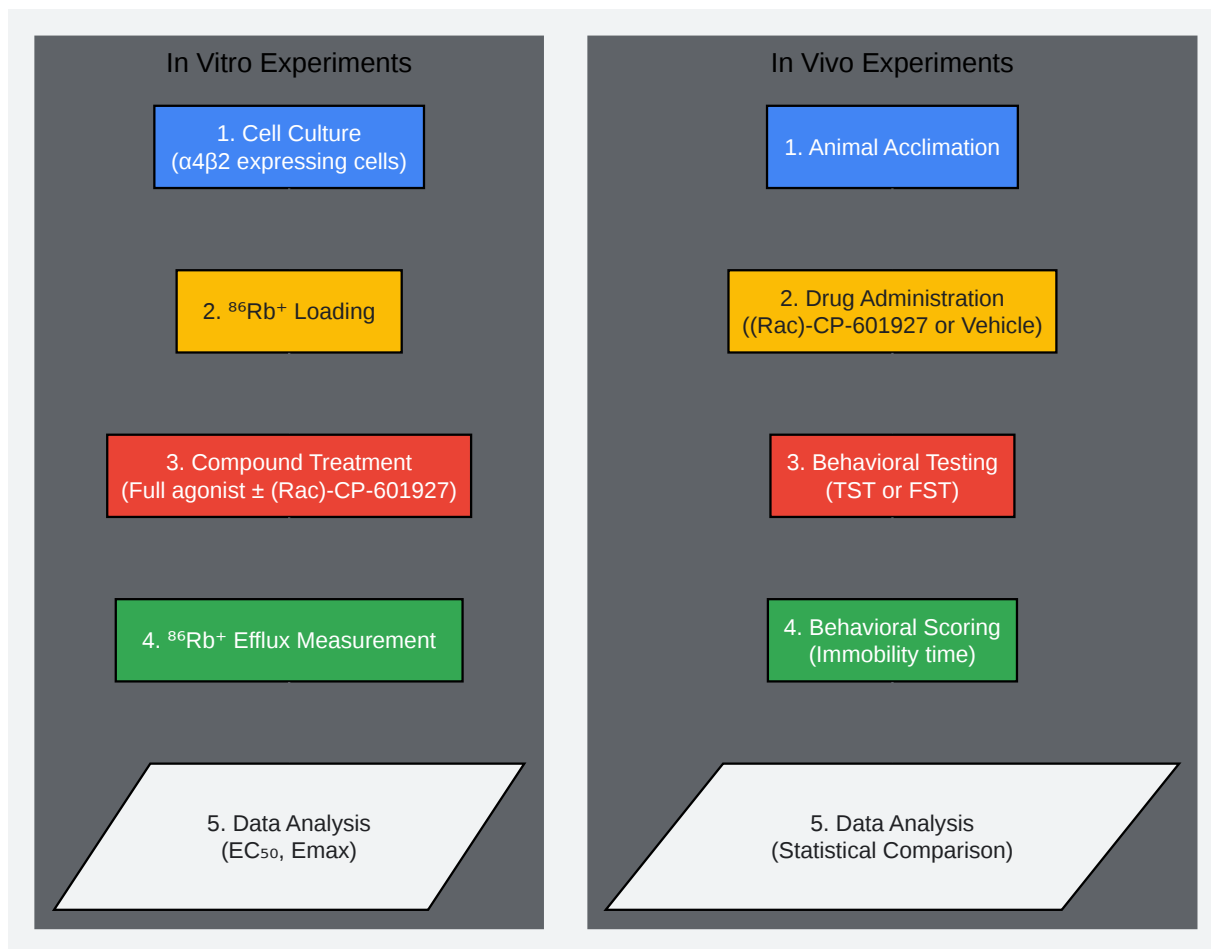 In Vitro Experiments
1. Cell Culture
(α4β2 expressing cells)
2. ⁸⁶Rb⁺ Loading
3. Compound Treatment
(Full agonist ± (Rac)-CP-601927)
4. ⁸⁶Rb⁺ Efflux Measurement
5. Data Analysis
(EC₅₀, Emax)
In Vivo Experiments
1. Animal Acclimation
2. Drug Administration
((Rac)-CP-601927 or Vehicle)
3. Behavioral Testing
(TST or FST)
4. Behavioral Scoring
(Immobility time)
5. Data Analysis
(Statistical Comparison)